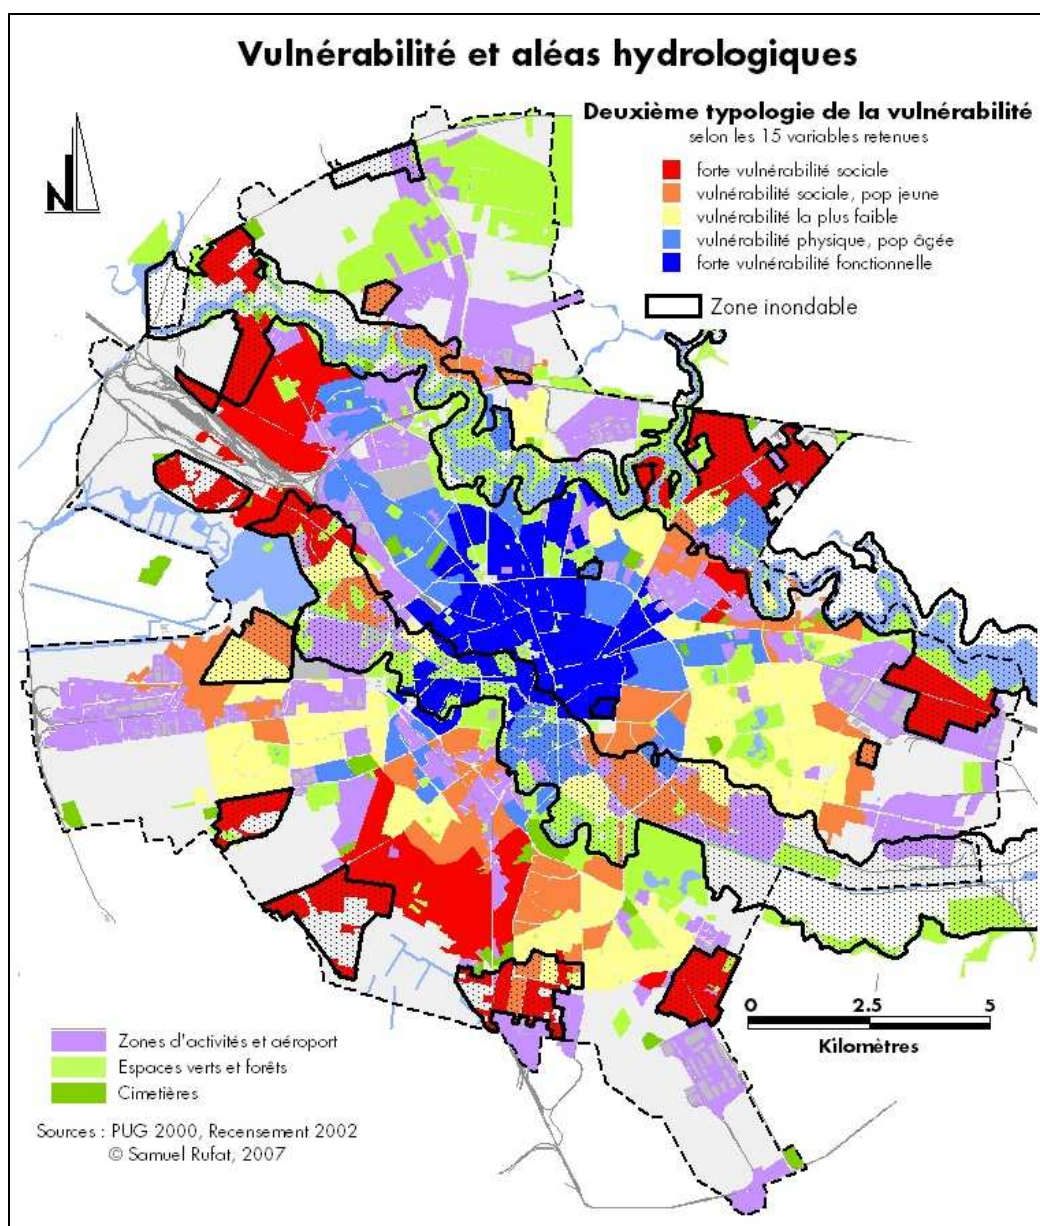 Vulnérabilité et aléas hydrologiques
Deuxième typologie de la vulnérabilité
selon les 15 variables retenues
forte vulnérabilité sociale
vulnérabilité sociale, pop jeune
vulnérabilité la plus faible
vulnérabilité physique, pop âgée
forte vulnérabilité fonctionnelle
Zone inondable
N
0 2.5 5
Kilomètres
Zones d'activités et aéroport
Espaces verts et forêts
Cimetières
Sources : PUG 2000, Recensement 2002
© Samuel Rufat, 2007